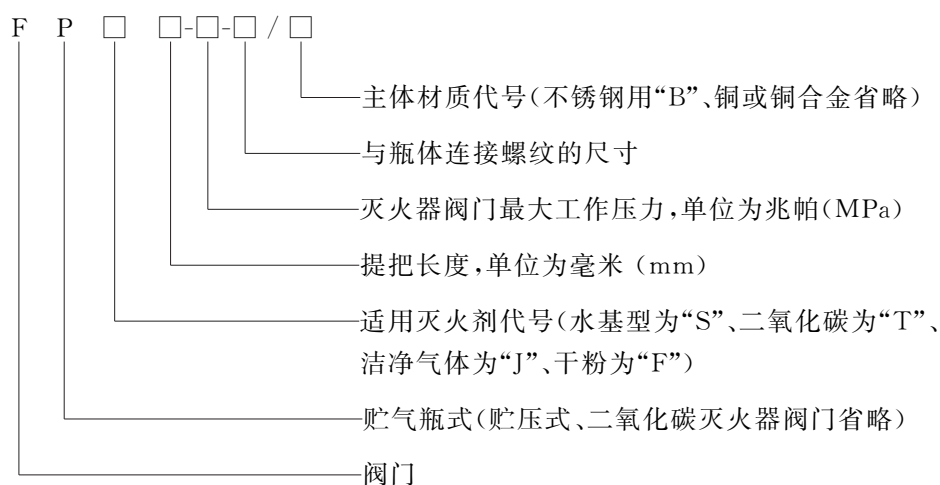 F P □ □-□-□ / □
主体材质代号(不锈钢用“B”、铜或铜合金省略)
与瓶体连接螺纹的尺寸
灭火器阀门最大工作压力,单位为兆帕(MPa)
提把长度,单位为毫米 (mm)
适用灭火剂代号(水基型为“S”、二氧化碳为“T”、
洁净气体为“J”、干粉为“F”)
贮气瓶式(贮压式、二氧化碳灭火器阀门省略)
阀门